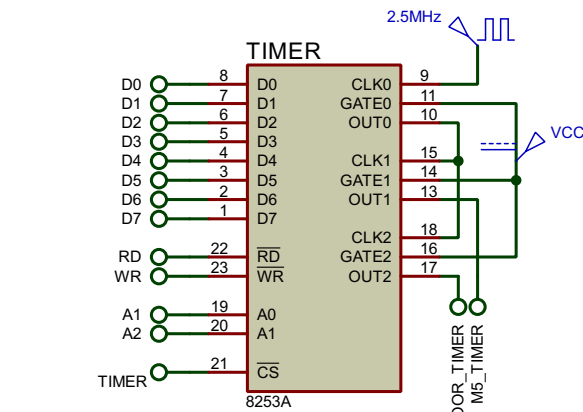 2.5MHz
TIMER
D0 8 D0 CLK0 9
D1 7 D1 GATE0 11
D2 6 D2 OUT0 10
D3 5 D3
VCC
D4 4 D4 CLK1 15
D5 3 D5 GATE1 14
D6 2 D6 OUT1 13
D7 1 D7
CLK2 18
RD 22 RD GATE2 16
WR 23 WR OUT2 17
A1 19 A0
A2 20 A1
TIMER 21 CS
8253A
M5_TIMER